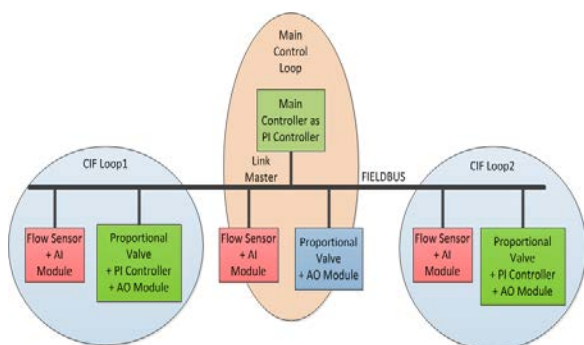 Main
Control
Loop
Main
Controller as
PI Controller
CIF Loop1
Link
Master
FIELDBUS
CIF Loop2
Flow Sensor
+ AI
Module
Proportional
Valve
+ PI Controller
+ AO Module
Flow Sensor
+ AI
Module
Proportional
Valve
+ AO Module
Flow Sensor
+ AI
Module
Proportional
Valve
+ PI Controller
+ AO Module